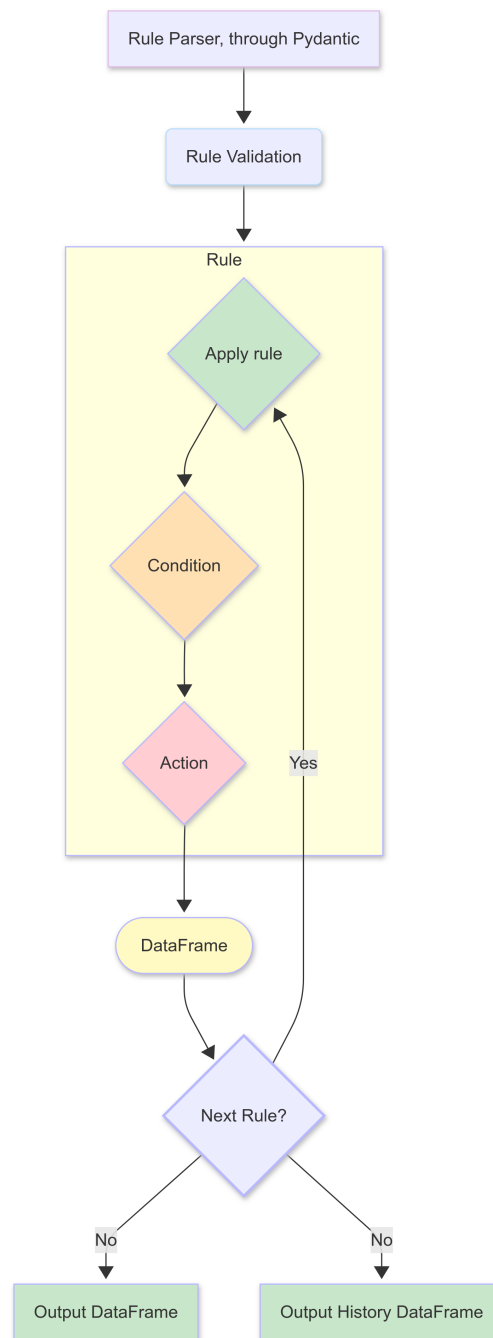 Rule Parser, through Pydantic
Rule Validation
Rule
Apply rule
Condition
Action
Yes
DataFrame
Next Rule?
No
No
Output DataFrame
Output History DataFrame